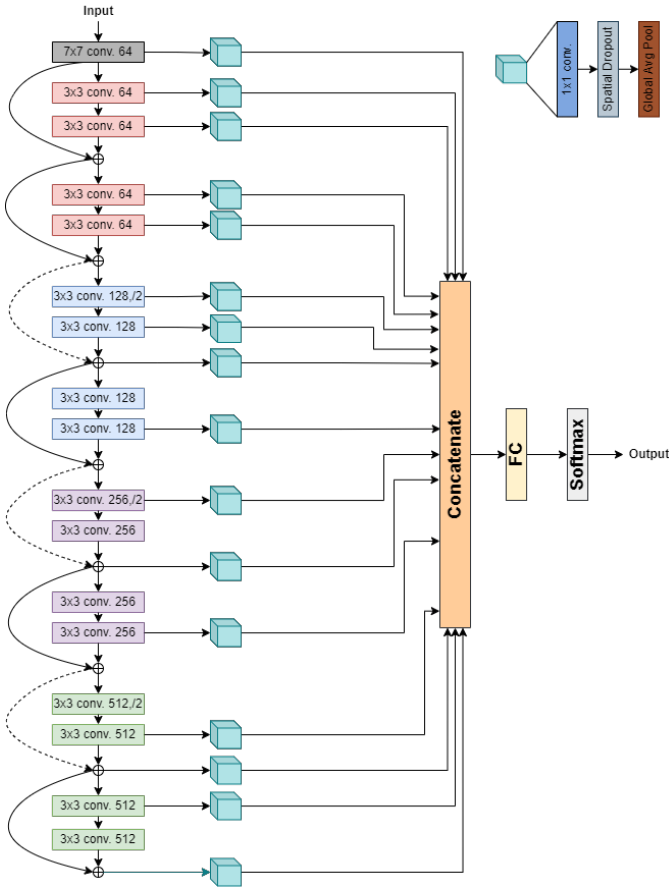 Input
7x7 conv. 64
3x3 conv. 64
3x3 conv. 64
3x3 conv. 64
3x3 conv. 64
3x3 conv. 128,/2
3x3 conv. 128
3x3 conv. 128
3x3 conv. 128
3x3 conv. 256,/2
3x3 conv. 256
3x3 conv. 256
3x3 conv. 256
3x3 conv. 512,/2
3x3 conv. 512
3x3 conv. 512
3x3 conv. 512
Concatenate
FC
Softmax
Output
1x1 conv.
Spatial Dropout
Global Avg Pool